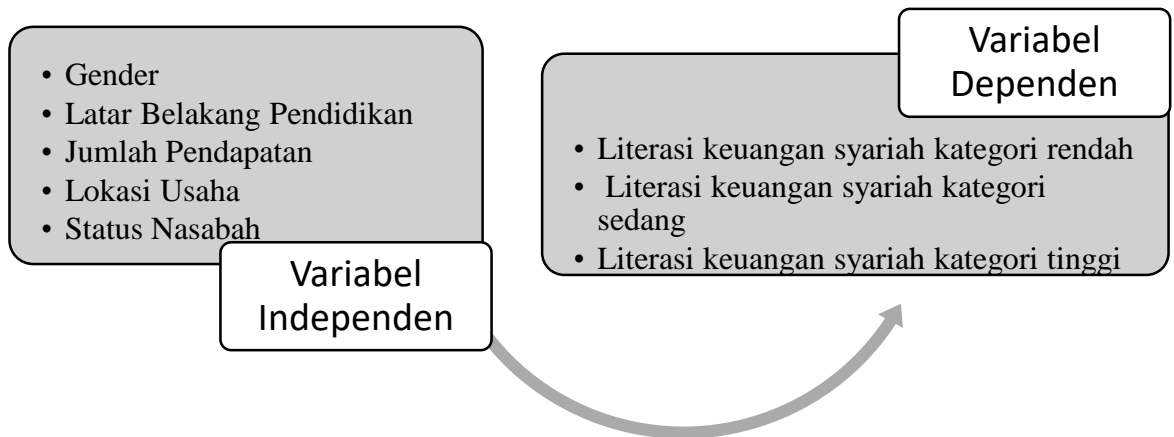 • Gender
• Latar Belakang Pendidikan
• Jumlah Pendapatan
• Lokasi Usaha
• Status Nasabah
Variabel
Independen
Variabel
Dependen
• Literasi keuangan syariah kategori rendah
• Literasi keuangan syariah kategori
sedang
• Literasi keuangan syariah kategori tinggi